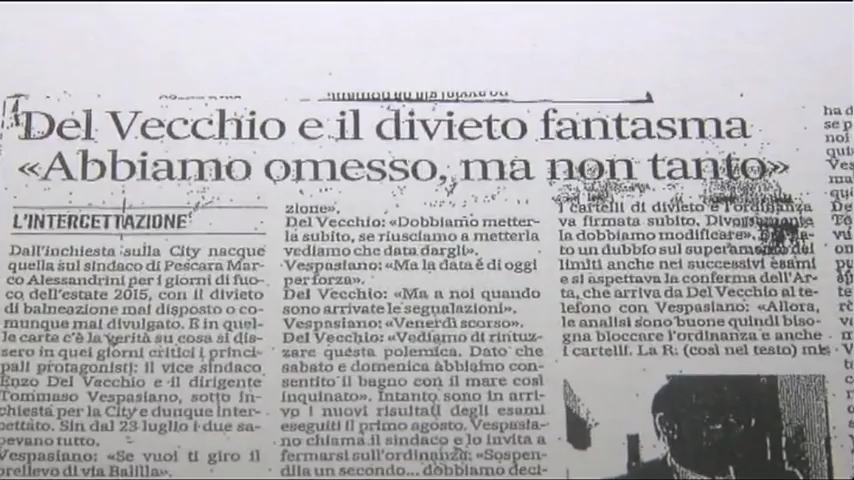 Del Vecchio e il divieto fantasma
«Abbiamo omesso, ma non tanto»
L'INTERCETTAZIONE
Dall'inchiesta sulla City nacque
quella sul sindaco di Pescara Mar-
co Alessandrini per i giorni di fuo-
co dell'estate 2015, con il divieto
di balneazione mai disposto o co-
munque mai divulgato. E in quel-
le carte c'è la verità su cosa si dis-
sero in quei giorni critici i princi-
pali protagonisti: il vice sindaco
Enzo Del Vecchio e il dirigente
Tommaso Vespasiano, sotto in-
chiesta per la City e dunque inter-
cettato. Sin dal 23 luglio i due sa-
pevano tutto.
Vespasiano: «Se vuoi ti giro il
prelievo di via Balilla».
zione».
Del Vecchio: «Dobbiamo metter-
la subito, se riusciamo a metterla
vediamo che data dargli».
Vespasiano: «Ma la data è di oggi
per forza».
Del Vecchio: «Ma a noi quando
sono arrivate le segnalazioni».
Vespasiano: «Venerdì scorso».
Del Vecchio: «Vediamo di rintuz-
zare questa polemica. Dato che
sabato e domenica abbiamo con-
sentito il bagno con il mare così
inquinato». Intanto sono in arri-
vo i nuovi risultati degli esami
eseguiti il primo agosto. Vespasia-
no chiama il sindaco e lo invita a
fermarsi sull'ordinanza: «Sospen-
dila un secondo... dobbiamo deci-
i cartelli di divieto e l'ordinanza
va firmata subito. Diversamente
la dobbiamo modificare».
to un dubbio sul superamento dei
limiti anche nei successivi esami
e si aspettava la conferma dell'Ar-
ta, che arriva da Del Vecchio al te-
lefono con Vespasiano: «Allora,
le analisi sono buone quindi biso-
gna bloccare l'ordinanza e anche
i cartelli. La R: (così nel testo) mi
ha d
se p
noi